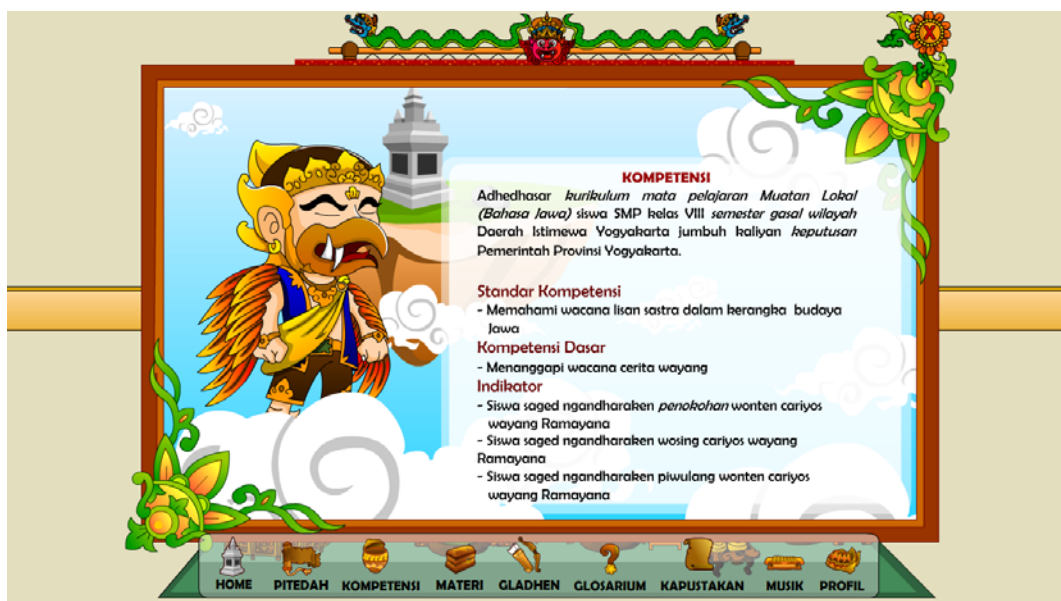 X
KOMPETENSI
Adhedhasar kurikulum mata pelajaran Muatan Lokal
(Bahasa Jawa) siswa SMP kelas VIII semester gasal wilayah
Daerah Istimewa Yogyakarta jumbuh kaliyan keputusan
Pemerintah Provinsi Yogyakarta.
Standar Kompetensi
- Memahami wacana lisan sastra dalam kerangka budaya
Jawa
Kompetensi Dasar
- Menanggapi wacana cerita wayang
Indikator
- Siswa saged ngandharaken penokohan wonten cariyos
wayang Ramayana
- Siswa saged ngandharaken wosing cariyos wayang
Ramayana
- Siswa saged ngandharaken piwulang wonten cariyos
wayang Ramayana
HOME PITEDAH KOMPETENSI MATERI GLADHEN GLOSARIUM KAPUSTAKAN MUSIK PROFIL